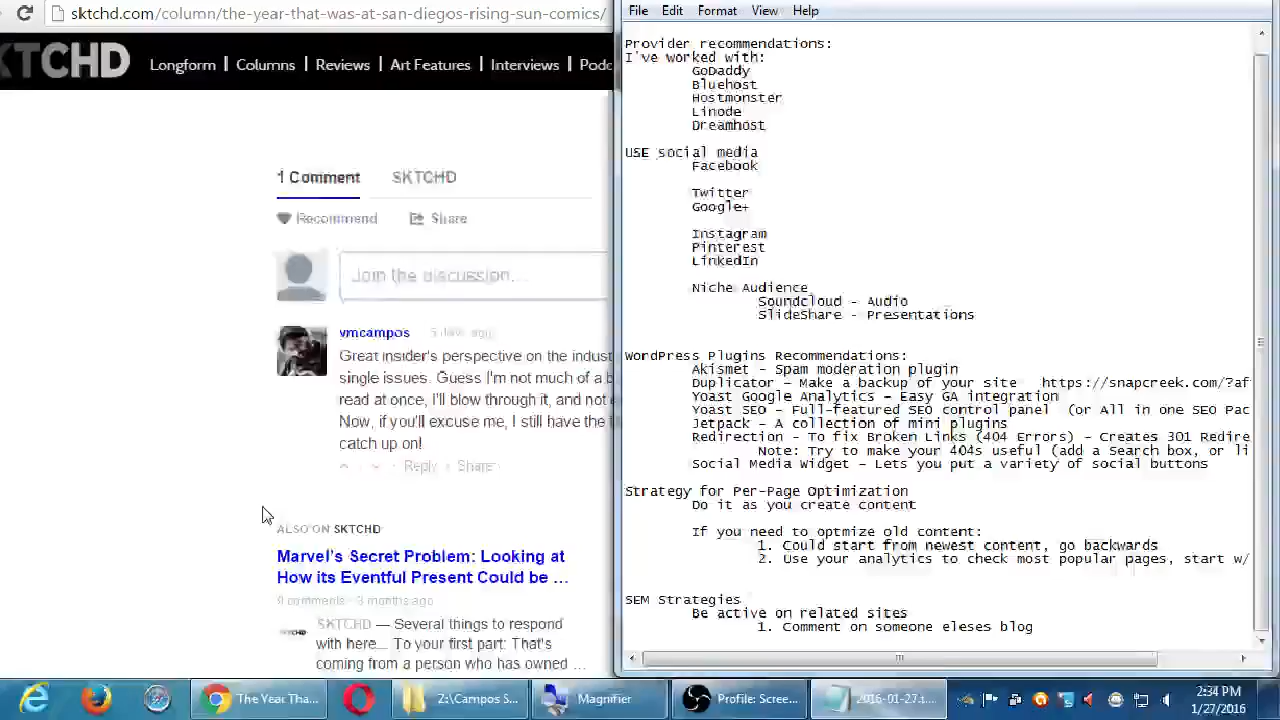 sktchd.com/column/the-year-that-was-at-san-diegos-rising-sun-comics/
KTCHD
Longform
Columns
Reviews
Art Features
Interviews
Podc
1 Comment
SKTCHD
Recommend
Share
Join the discussion...
vmcampos
Great insider's perspective on the indust
single issues. Guess I'm not much of a b
read at once, I'll blow through it, and not
Now, if you'll excuse me, I still have the
catch up on!
Reply
Share
ALSO ON SKTCHD
Marvel's Secret Problem: Looking at
How its Eventful Present Could be ...
comments
months ago
SKTCHD — Several things to respond
with here— To your first part: That's
coming from a person who has owned ...
File Edit Format View Help
Provider recommendations:
I've worked with:
GoDaddy
Bluehost
Hostmonster
Linode
Dreamhost
USE social media
Facebook
Twitter
Google+
Instagram
Pinterest
LinkedIn
Niche Audience
Soundcloud - Audio
SlideShare - Presentations
WordPress Plugins Recommendations:
Akismet - Spam moderation plugin
Duplicator - Make a backup of your site - https://snapcreek.com/?af
Yoast Google Analytics - Easy GA integration
Yoast SEO - Full-featured SEO control panel (or All in one SEO Pac
Jetpack - A collection of mini plugins
Redirection - To fix Broken Links (404 Errors) - Creates 301 Redire
Note: Try to make your 404s useful (add a Search box, or li
Social Media Widget - Lets you put a variety of social buttons
Strategy for Per-Page Optimization
Do it as you create content
If you need to optmize old content:
1. Could start from newest content, go backwards
2. Use your analytics to check most popular pages, start w/
SEM Strategies
Be active on related sites
1. Comment on someone eleses blog
The Year Tha...
Z:\Campos S...
Magnifier
Profile: Scree...
2016-01-27.t...
2:34 PM
1/27/2016